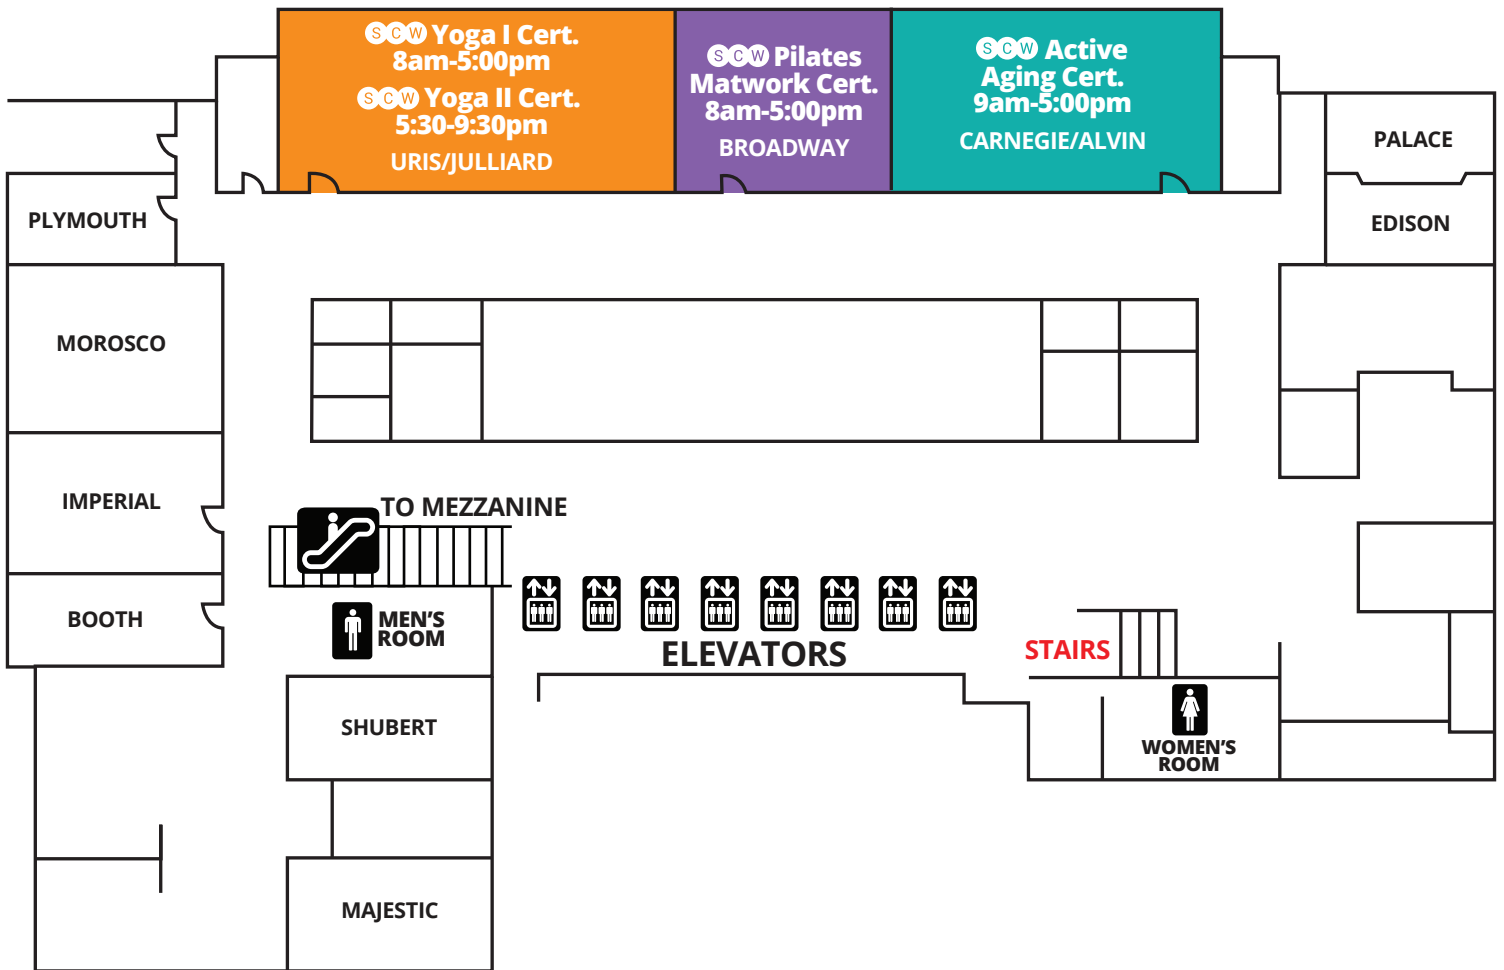 SCW Yoga I Cert.
8am-5:00pm
SCW Yoga II Cert.
5:30-9:30pm
URIS/JULLIARD
SCW Pilates
Matwork Cert.
8am-5:00pm
BROADWAY
SCW Active
Aging Cert.
9am-5:00pm
CARNEGIE/ALVIN
PALACE
EDISON
PLYMOUTH
MOROSCO
IMPERIAL
BOOTH
TO MEZZANINE
MEN'S
ROOM
ELEVATORS
STAIRS
WOMEN'S
ROOM
SHUBERT
MAJESTIC